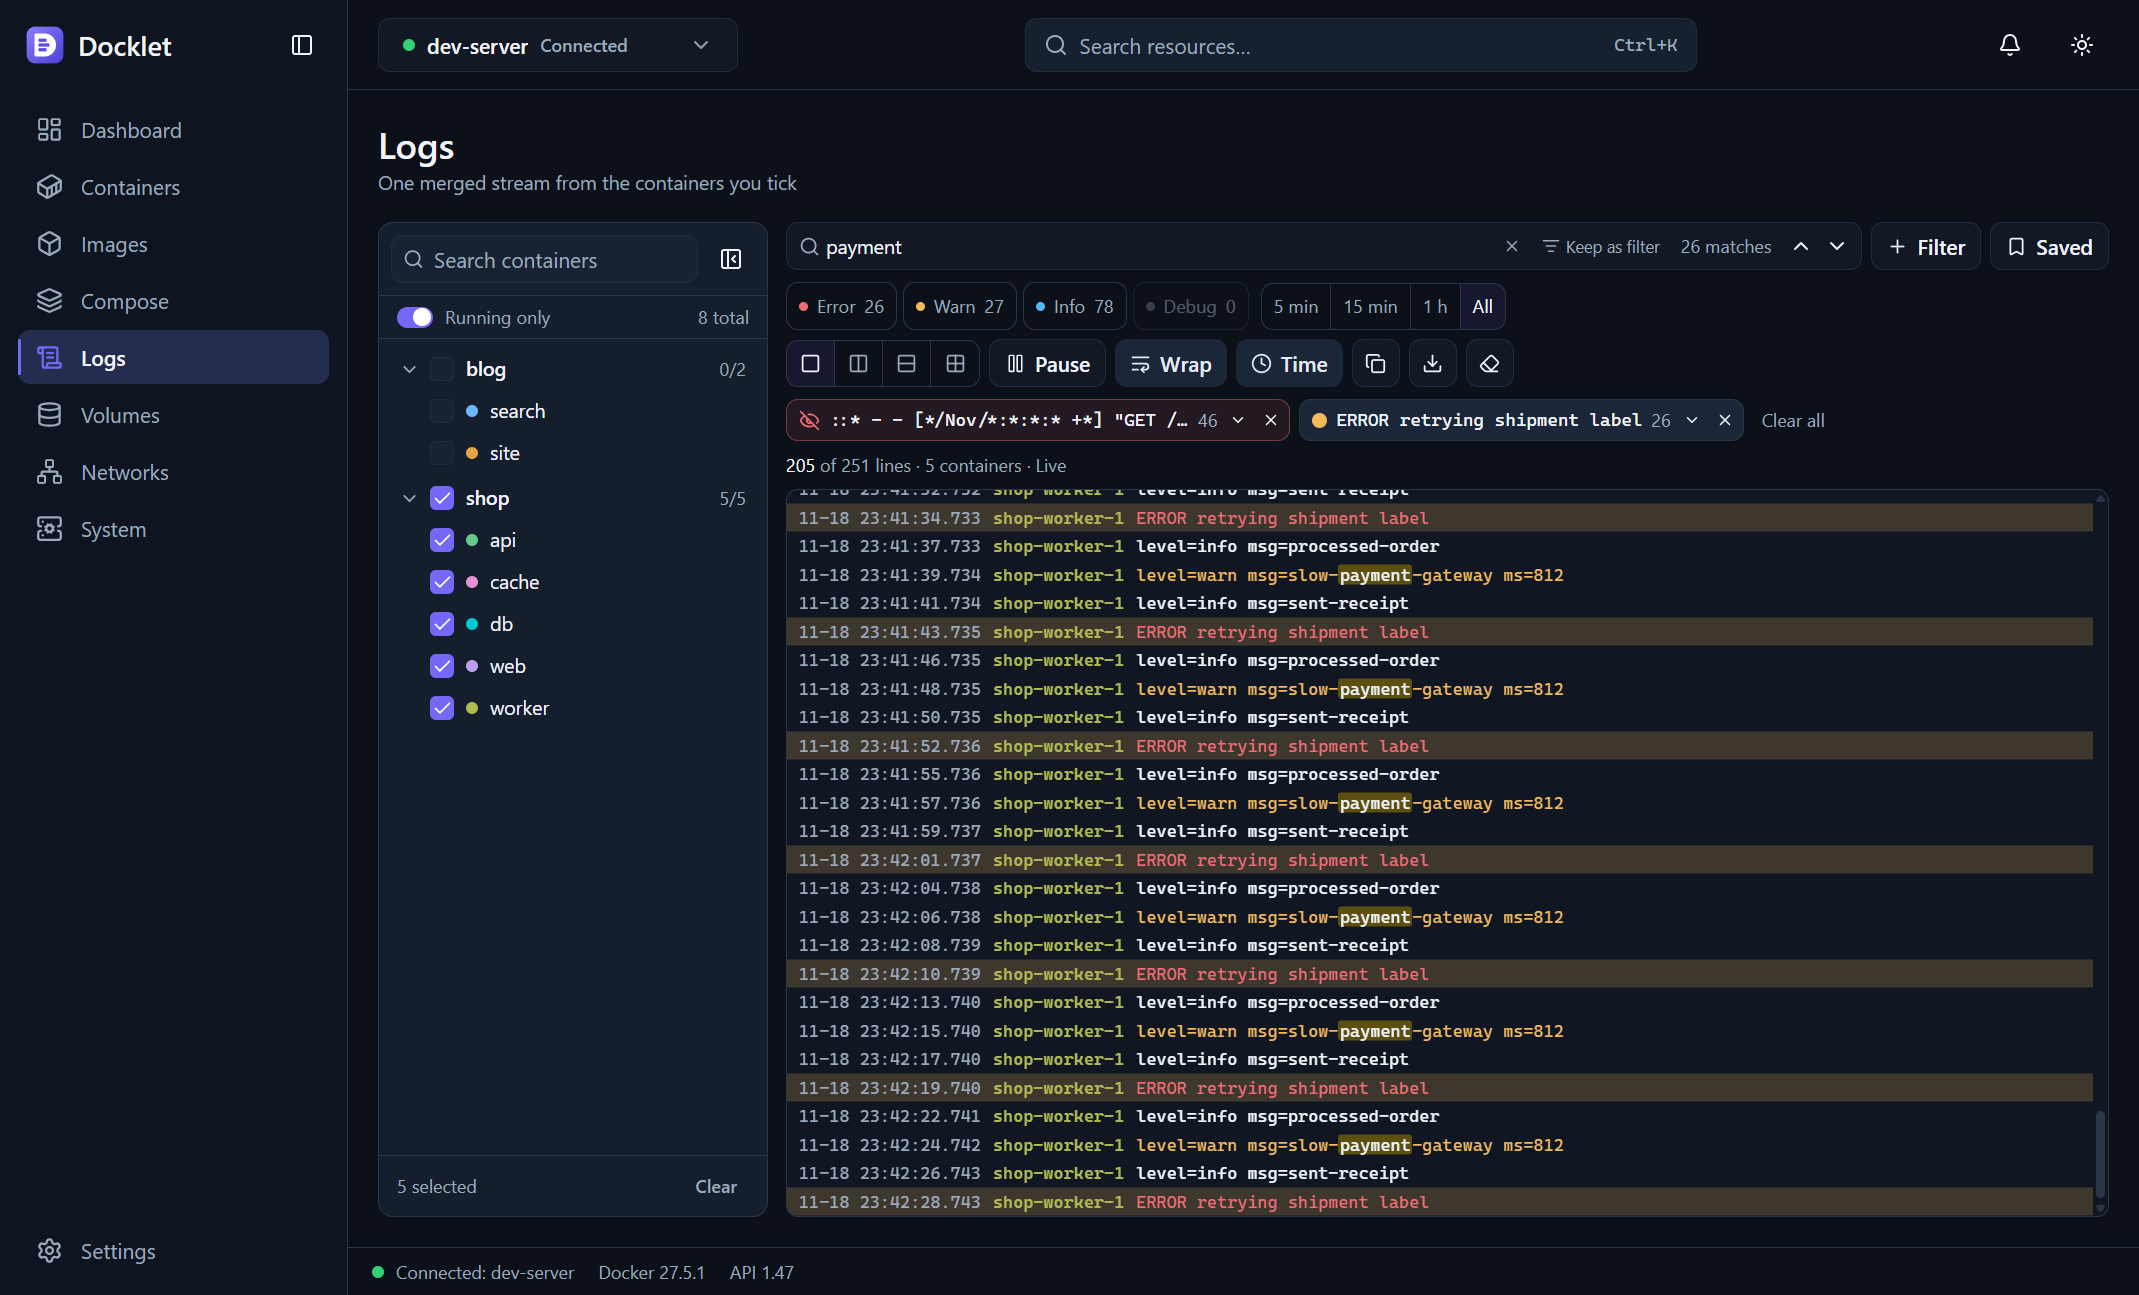 Docklet
Dashboard
Containers
Images
Compose
Logs
Volumes
Networks
System
Settings
dev-server Connected
Search resources... Ctrl+K
Logs
One merged stream from the containers you tick
Search containers
Running only 8 total
blog 0/2
search
site
shop 5/5
api
cache
db
web
worker
5 selected Clear
payment Keep as filter 26 matches
Filter
Saved
Error 26 Warn 27 Info 78 Debug 0 5 min 15 min 1 h All
Pause Wrap Time
::* - - [*/Nov/*:*:*:* +*] "GET /… 46
ERROR retrying shipment label 26
Clear all
205 of 251 lines · 5 containers · Live
11-18 23:41:32.732 shop-worker-1 level=info msg=sent-receipt
11-18 23:41:34.733 shop-worker-1 ERROR retrying shipment label
11-18 23:41:37.733 shop-worker-1 level=info msg=processed-order
11-18 23:41:39.734 shop-worker-1 level=warn msg=slow-payment-gateway ms=812
11-18 23:41:41.734 shop-worker-1 level=info msg=sent-receipt
11-18 23:41:43.735 shop-worker-1 ERROR retrying shipment label
11-18 23:41:46.735 shop-worker-1 level=info msg=processed-order
11-18 23:41:48.735 shop-worker-1 level=warn msg=slow-payment-gateway ms=812
11-18 23:41:50.735 shop-worker-1 level=info msg=sent-receipt
11-18 23:41:52.736 shop-worker-1 ERROR retrying shipment label
11-18 23:41:55.736 shop-worker-1 level=info msg=processed-order
11-18 23:41:57.736 shop-worker-1 level=warn msg=slow-payment-gateway ms=812
11-18 23:41:59.737 shop-worker-1 level=info msg=sent-receipt
11-18 23:42:01.737 shop-worker-1 ERROR retrying shipment label
11-18 23:42:04.738 shop-worker-1 level=info msg=processed-order
11-18 23:42:06.738 shop-worker-1 level=warn msg=slow-payment-gateway ms=812
11-18 23:42:08.739 shop-worker-1 level=info msg=sent-receipt
11-18 23:42:10.739 shop-worker-1 ERROR retrying shipment label
11-18 23:42:13.740 shop-worker-1 level=info msg=processed-order
11-18 23:42:15.740 shop-worker-1 level=warn msg=slow-payment-gateway ms=812
11-18 23:42:17.740 shop-worker-1 level=info msg=sent-receipt
11-18 23:42:19.740 shop-worker-1 ERROR retrying shipment label
11-18 23:42:22.741 shop-worker-1 level=info msg=processed-order
11-18 23:42:24.742 shop-worker-1 level=warn msg=slow-payment-gateway ms=812
11-18 23:42:26.743 shop-worker-1 level=info msg=sent-receipt
11-18 23:42:28.743 shop-worker-1 ERROR retrying shipment label
Connected: dev-server Docker 27.5.1 API 1.47